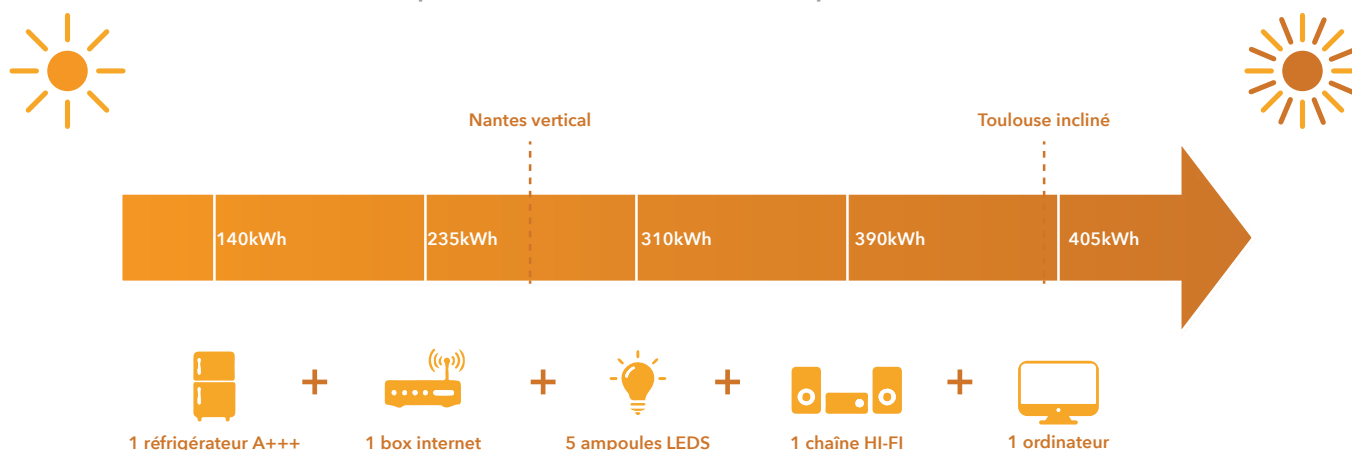 Nantes vertical
Toulouse incliné
140kWh
235kWh
310kWh
390kWh
405kWh
+
+
+
+
1 réfrigérateur A+++
1 box internet
5 ampoules LEDS
1 chaîne HI-FI
1 ordinateur